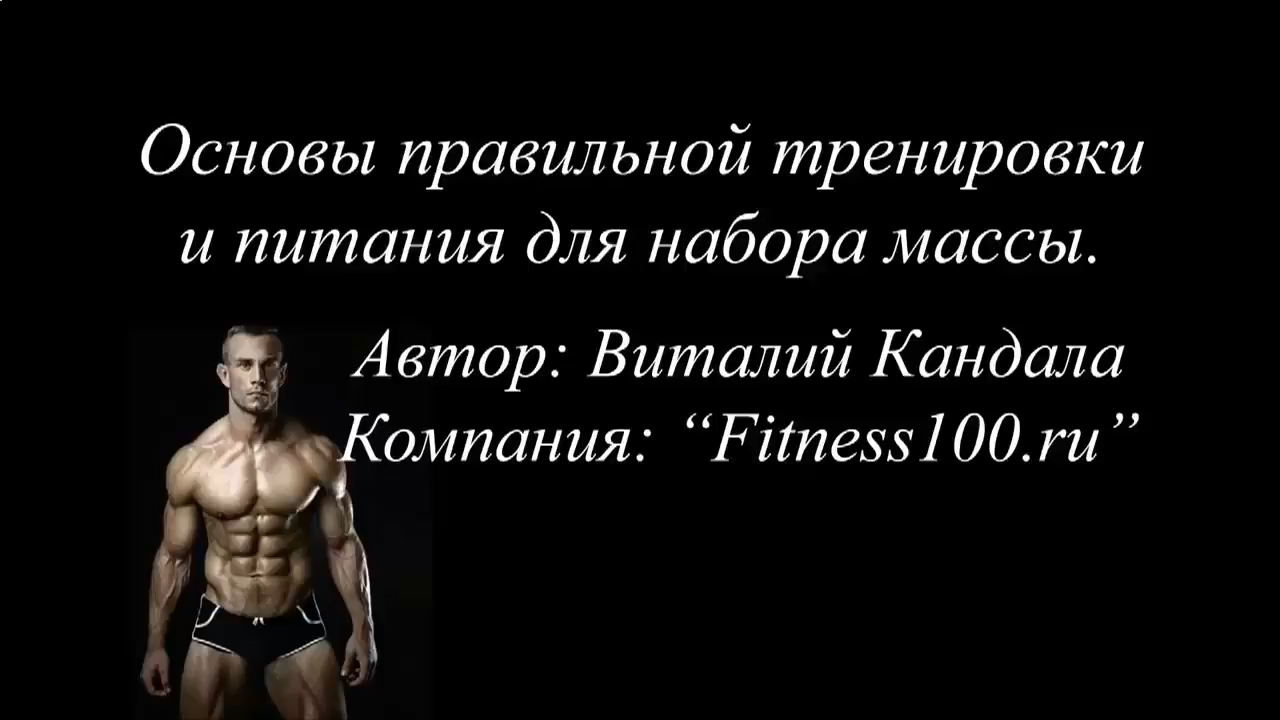 Основы правильной тренировки
и питания для набора массы.
Автор: Виталий Кандала
Компания: “Fitness100.ru”